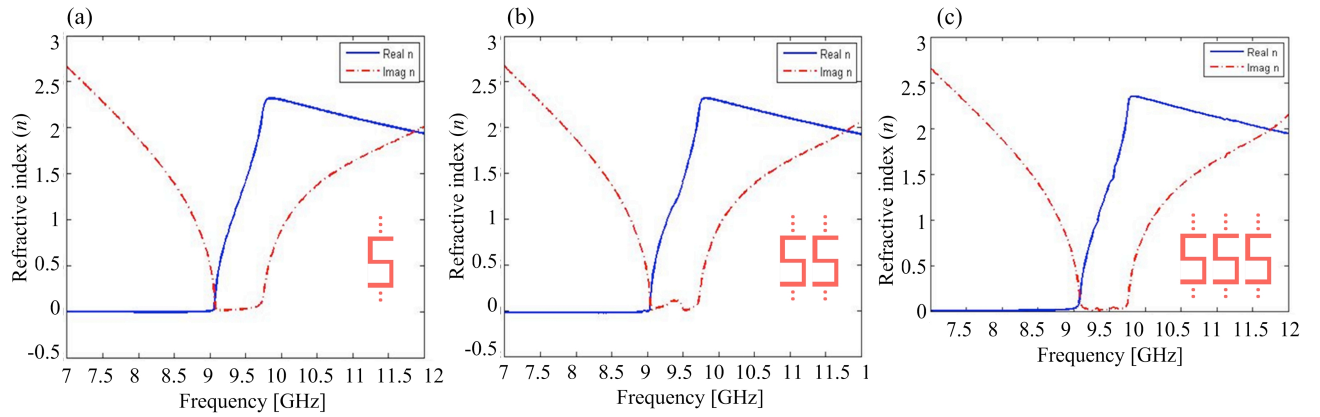 (a)
3
2.5
2
1.5
1
0.5
0
-0.5
Refractive index (n)
Real n
Imag n
7 7.5 8 8.5 9 9.5 10 10.5 11 11.5 12
Frequency [GHz]
(b)
3
2.5
2
1.5
1
0.5
0
-0.5
Refractive index (n)
Real n
Imag n
7 7.5 8 8.5 9 9.5 10 10.5 11 11.5 1
Frequency [GHz]
(c)
3
2.5
2
1.5
1
0.5
0
Refractive index (n)
Real n
Imag n
7.5 8 8.5 9 9.5 10 10.5 11 11.5 12
Frequency [GHz]